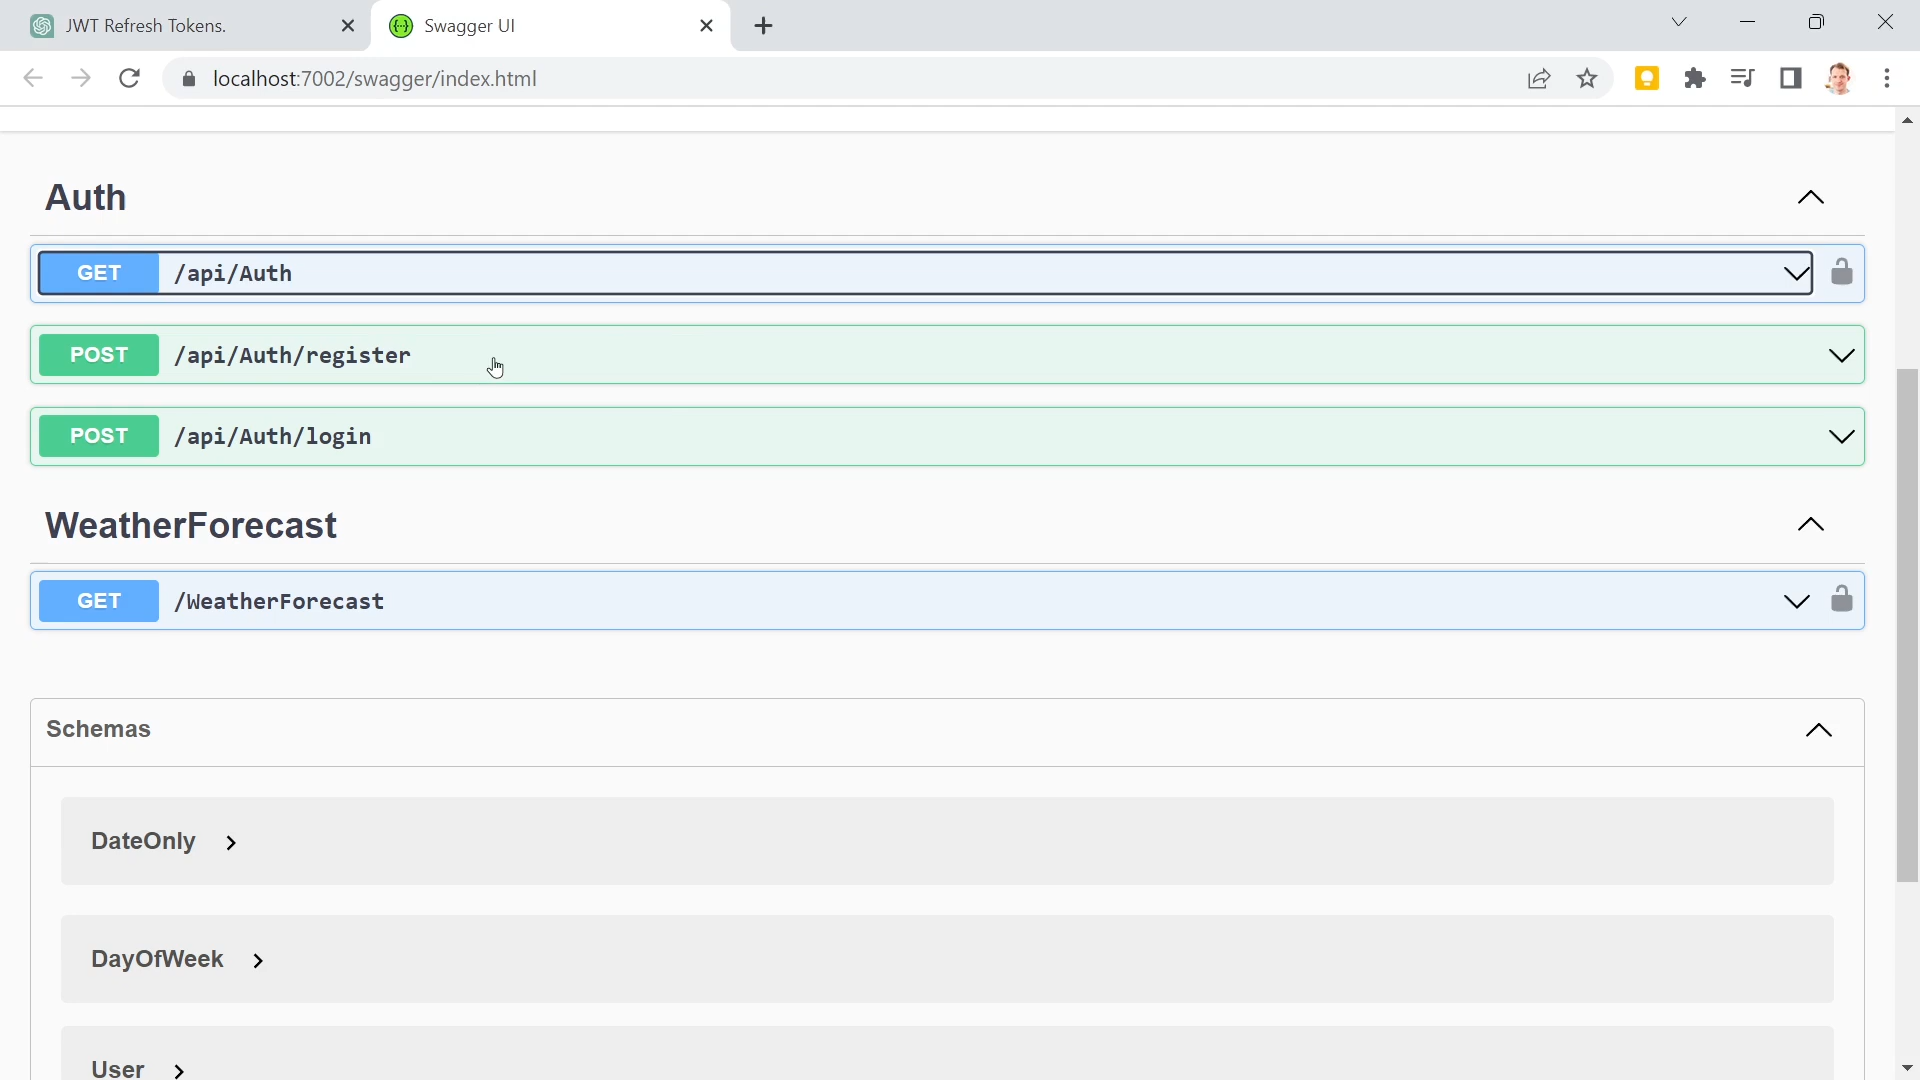 JWT Refresh Tokens.
Swagger UI
localhost:7002/swagger/index.html
Auth
GET /api/Auth
POST /api/Auth/register
POST /api/Auth/login
WeatherForecast
GET /WeatherForecast
Schemas
DateOnly
DayOfWeek
User